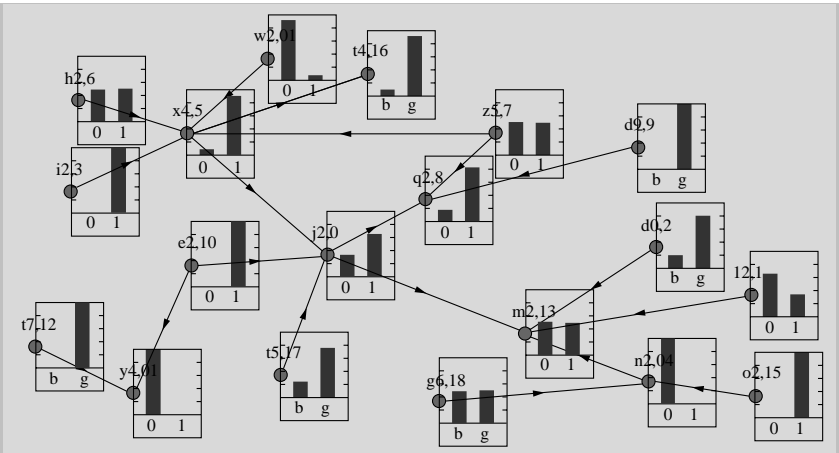 w2,01
0 1
t4,16
b g
h2,6
0 1
x4,5
0 1
z5,7
0 1
d9,9
b g
i2,3
0 1
q2,8
0 1
e2,10
0 1
j2,0
0 1
d0,2
b g
12,1
0 1
m2,13
0 1
t7,12
b g
y4,01
0 1
t5,17
b g
g6,18
b g
n2,04
0 1
o2,15
0 1